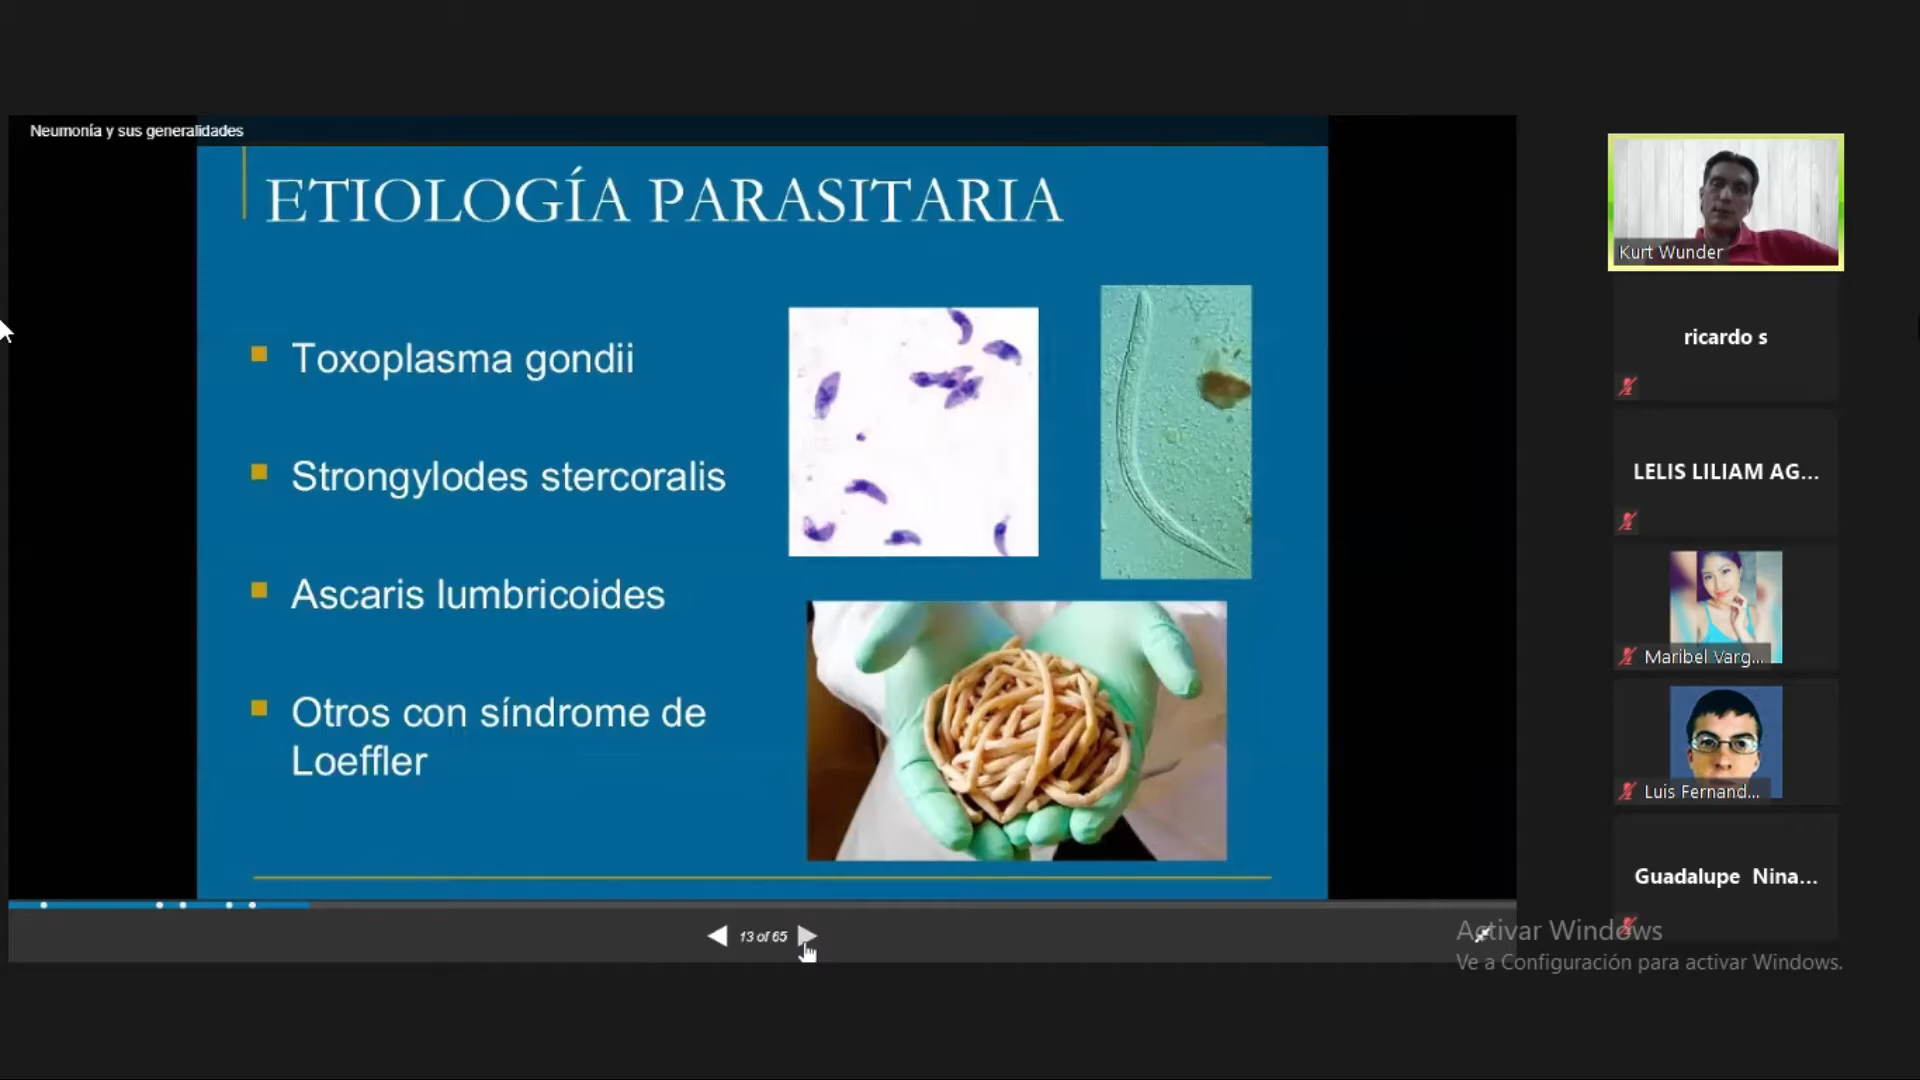 Neumonía y sus generalidades
ETIOLOGÍA PARASITARIA
Toxoplasma gondii
Strongylodes stercoralis
Ascaris lumbricoides
Otros con síndrome de
Loeffler
13 of 65
Kurt Wunder
ricardo s
LELIS LILIAM AG...
Maribel Varg...
Luis Fernand...
Guadalupe Nina...
Activar Windows
Ve a Configuración para activar Windows.